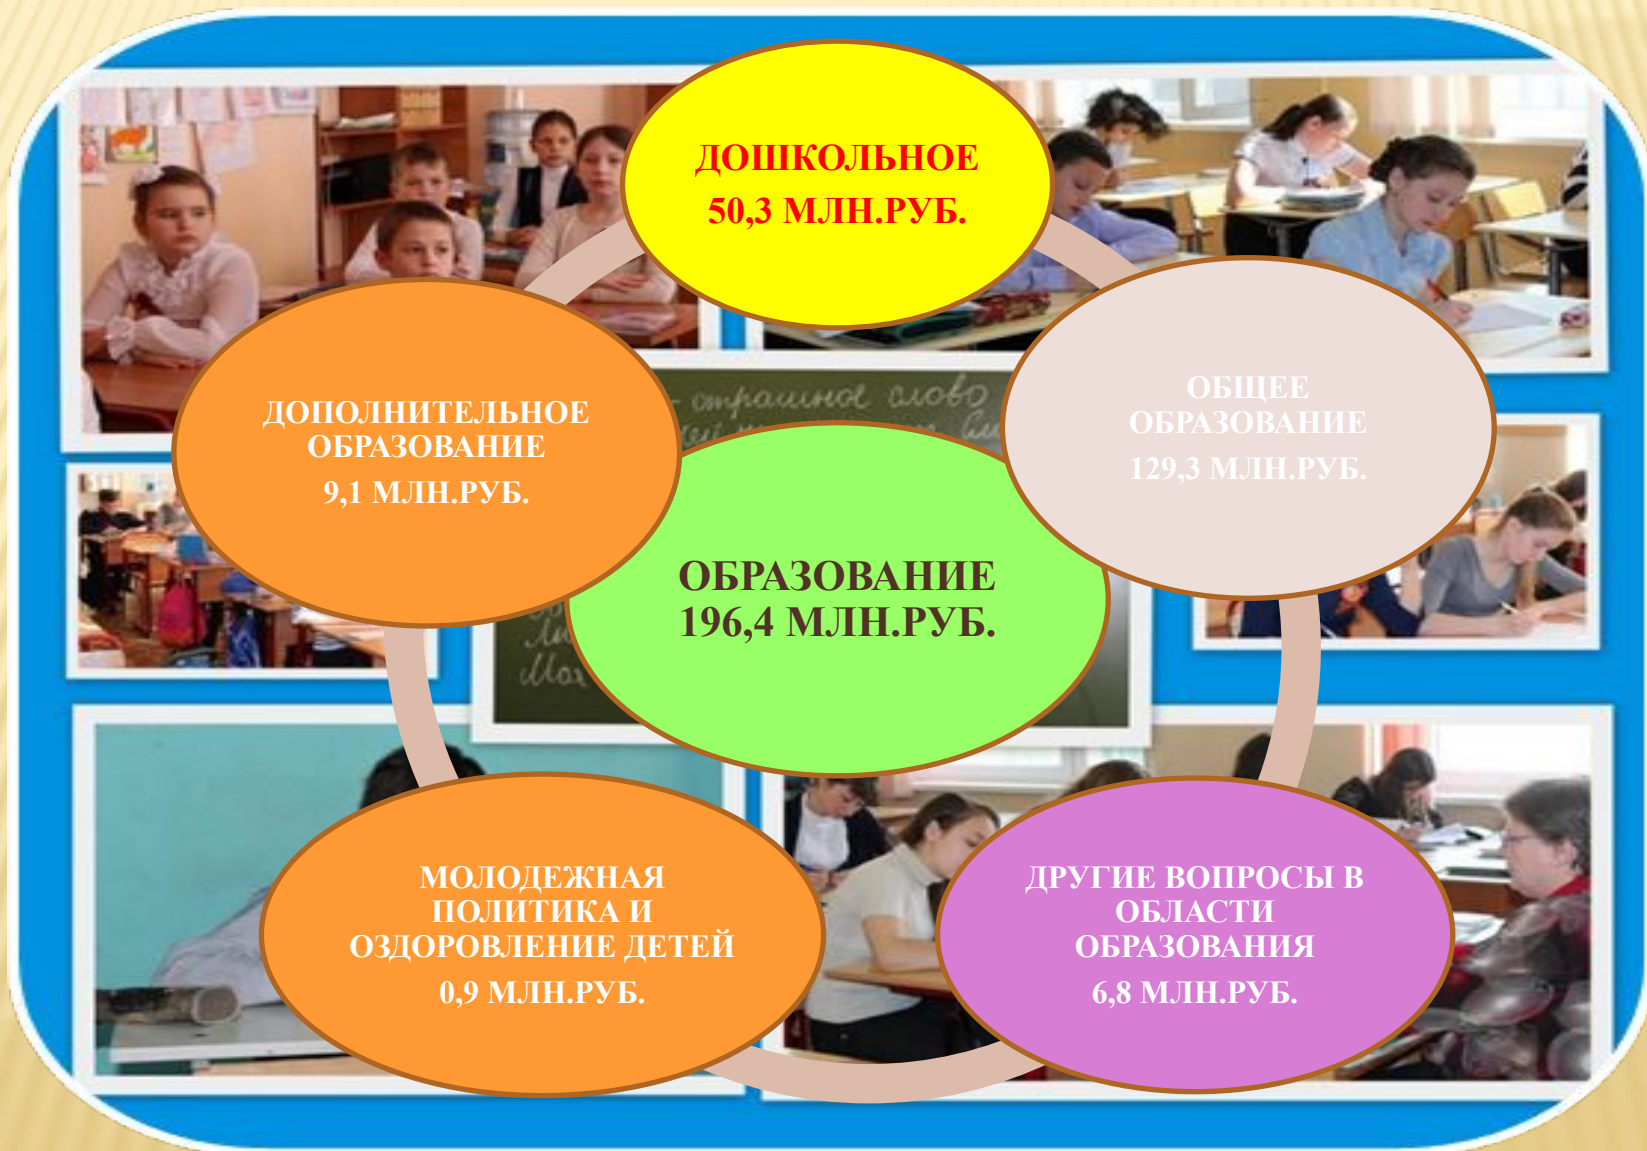 ДОШКОЛЬНОЕ
50,3 МЛН.РУБ.
ОБЩЕЕ
ОБРАЗОВАНИЕ
129,3 МЛН.РУБ.
ДОПОЛНИТЕЛЬНОЕ
ОБРАЗОВАНИЕ
9,1 МЛН.РУБ.
страшное слово
ОБРАЗОВАНИЕ
196,4 МЛН.РУБ.
МОЛОДЕЖНАЯ
ПОЛИТИКА И
ОЗДОРОВЛЕНИЕ ДЕТЕЙ
0,9 МЛН.РУБ.
ДРУГИЕ ВОПРОСЫ В
ОБЛАСТИ
ОБРАЗОВАНИЯ
6,8 МЛН.РУБ.